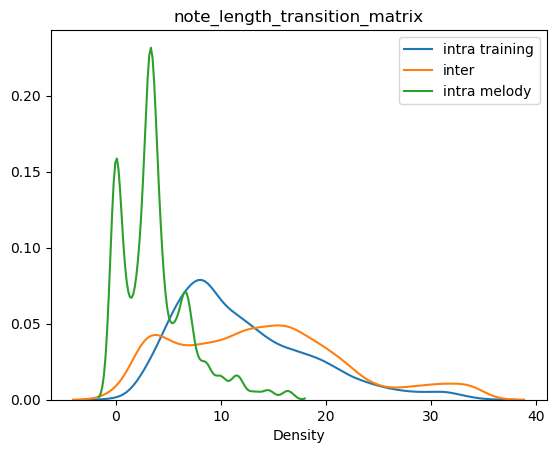 note_length_transition_matrix
intra training
inter
intra melody
0.20
0.15
0.10
0.05
0.00
0 10 20 30 40
Density